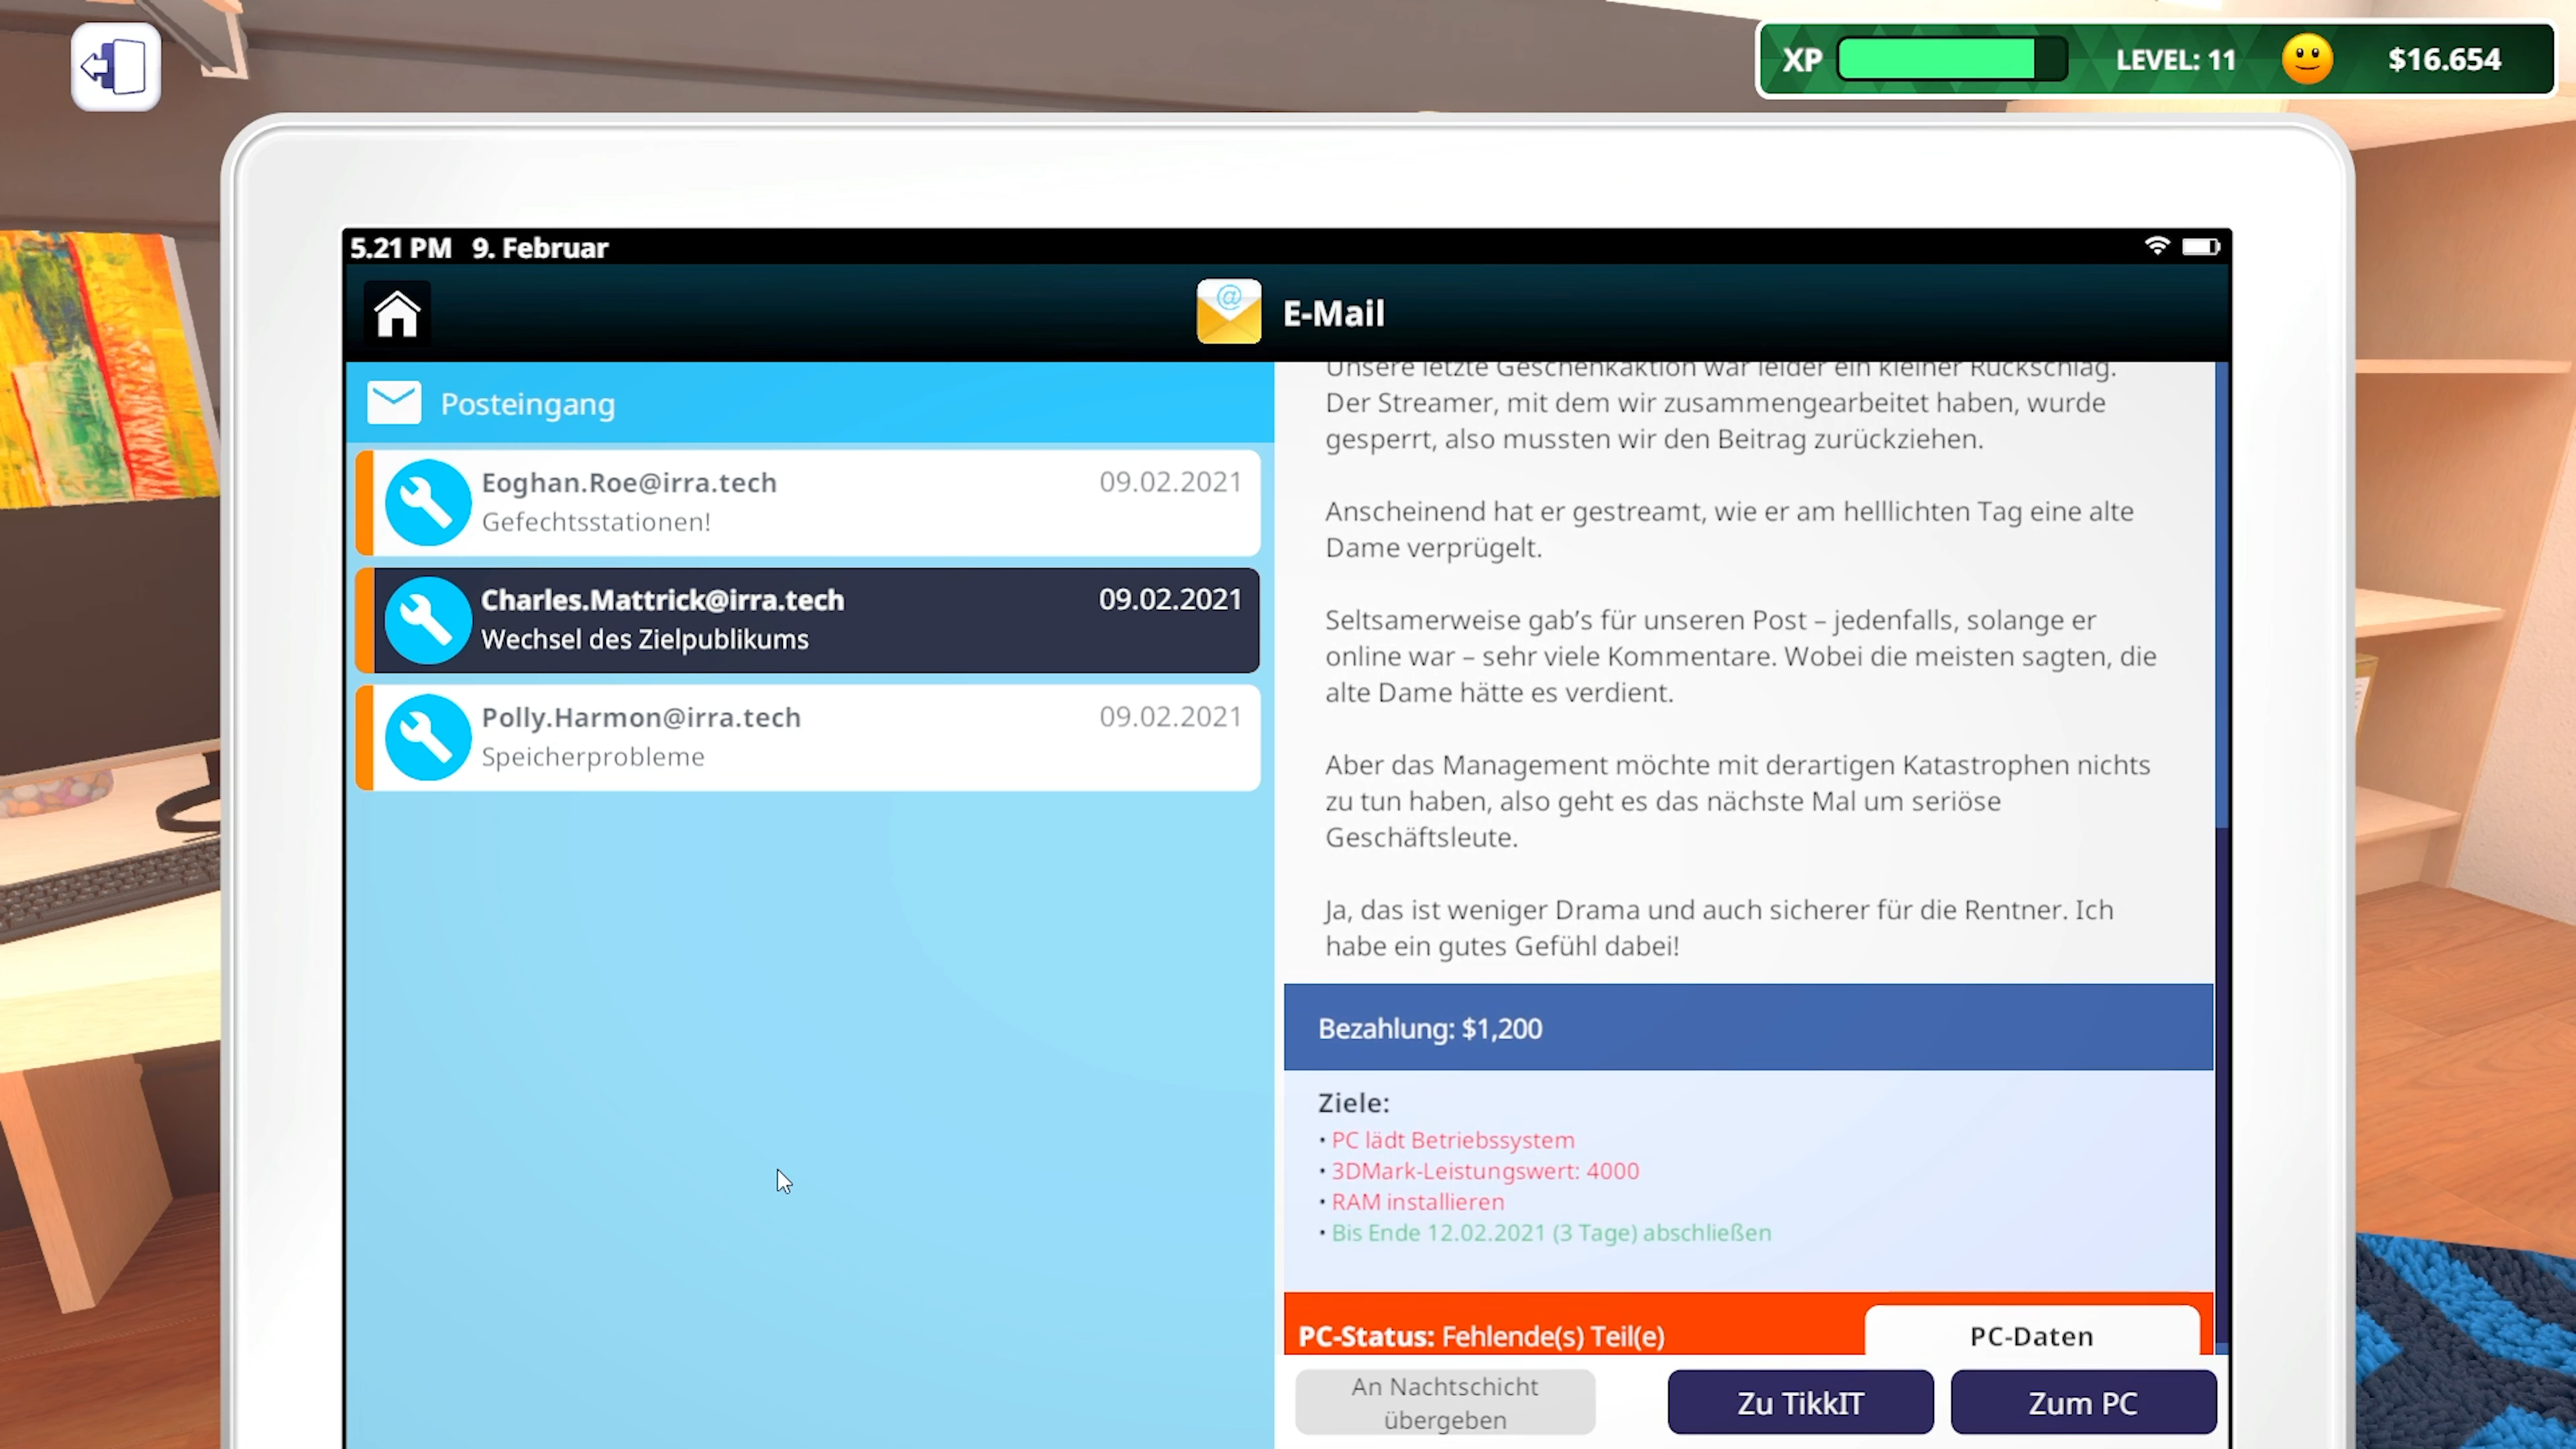 XP
LEVEL: 11
$16.654
5.21 PM 9. Februar
E-Mail
Posteingang
Eoghan.Roe@irra.tech 09.02.2021
Gefechtsstationen!
Charles.Mattrick@irra.tech 09.02.2021
Wechsel des Zielpublikums
Polly.Harmon@irra.tech 09.02.2021
Speicherprobleme
Unsere letzte Geschenkaktion war leider ein kleiner Rückschlag.
Der Streamer, mit dem wir zusammengearbeitet haben, wurde
gesperrt, also mussten wir den Beitrag zurückziehen.
Anscheinend hat er gestreamt, wie er am helllichten Tag eine alte
Dame verprügelt.
Seltsamerweise gab’s für unseren Post – jedenfalls, solange er
online war – sehr viele Kommentare. Wobei die meisten sagten, die
alte Dame hätte es verdient.
Aber das Management möchte mit derartigen Katastrophen nichts
zu tun haben, also geht es das nächste Mal um seriöse
Geschäftsleute.
Ja, das ist weniger Drama und auch sicherer für die Rentner. Ich
habe ein gutes Gefühl dabei!
Bezahlung: $1,200
Ziele:
• PC lädt Betriebssystem
• 3DMark-Leistungswert: 4000
• RAM installieren
• Bis Ende 12.02.2021 (3 Tage) abschließen
PC-Status: Fehlende(s) Teil(e)
PC-Daten
An Nachtschicht
übergeben
Zu TikkIT
Zum PC